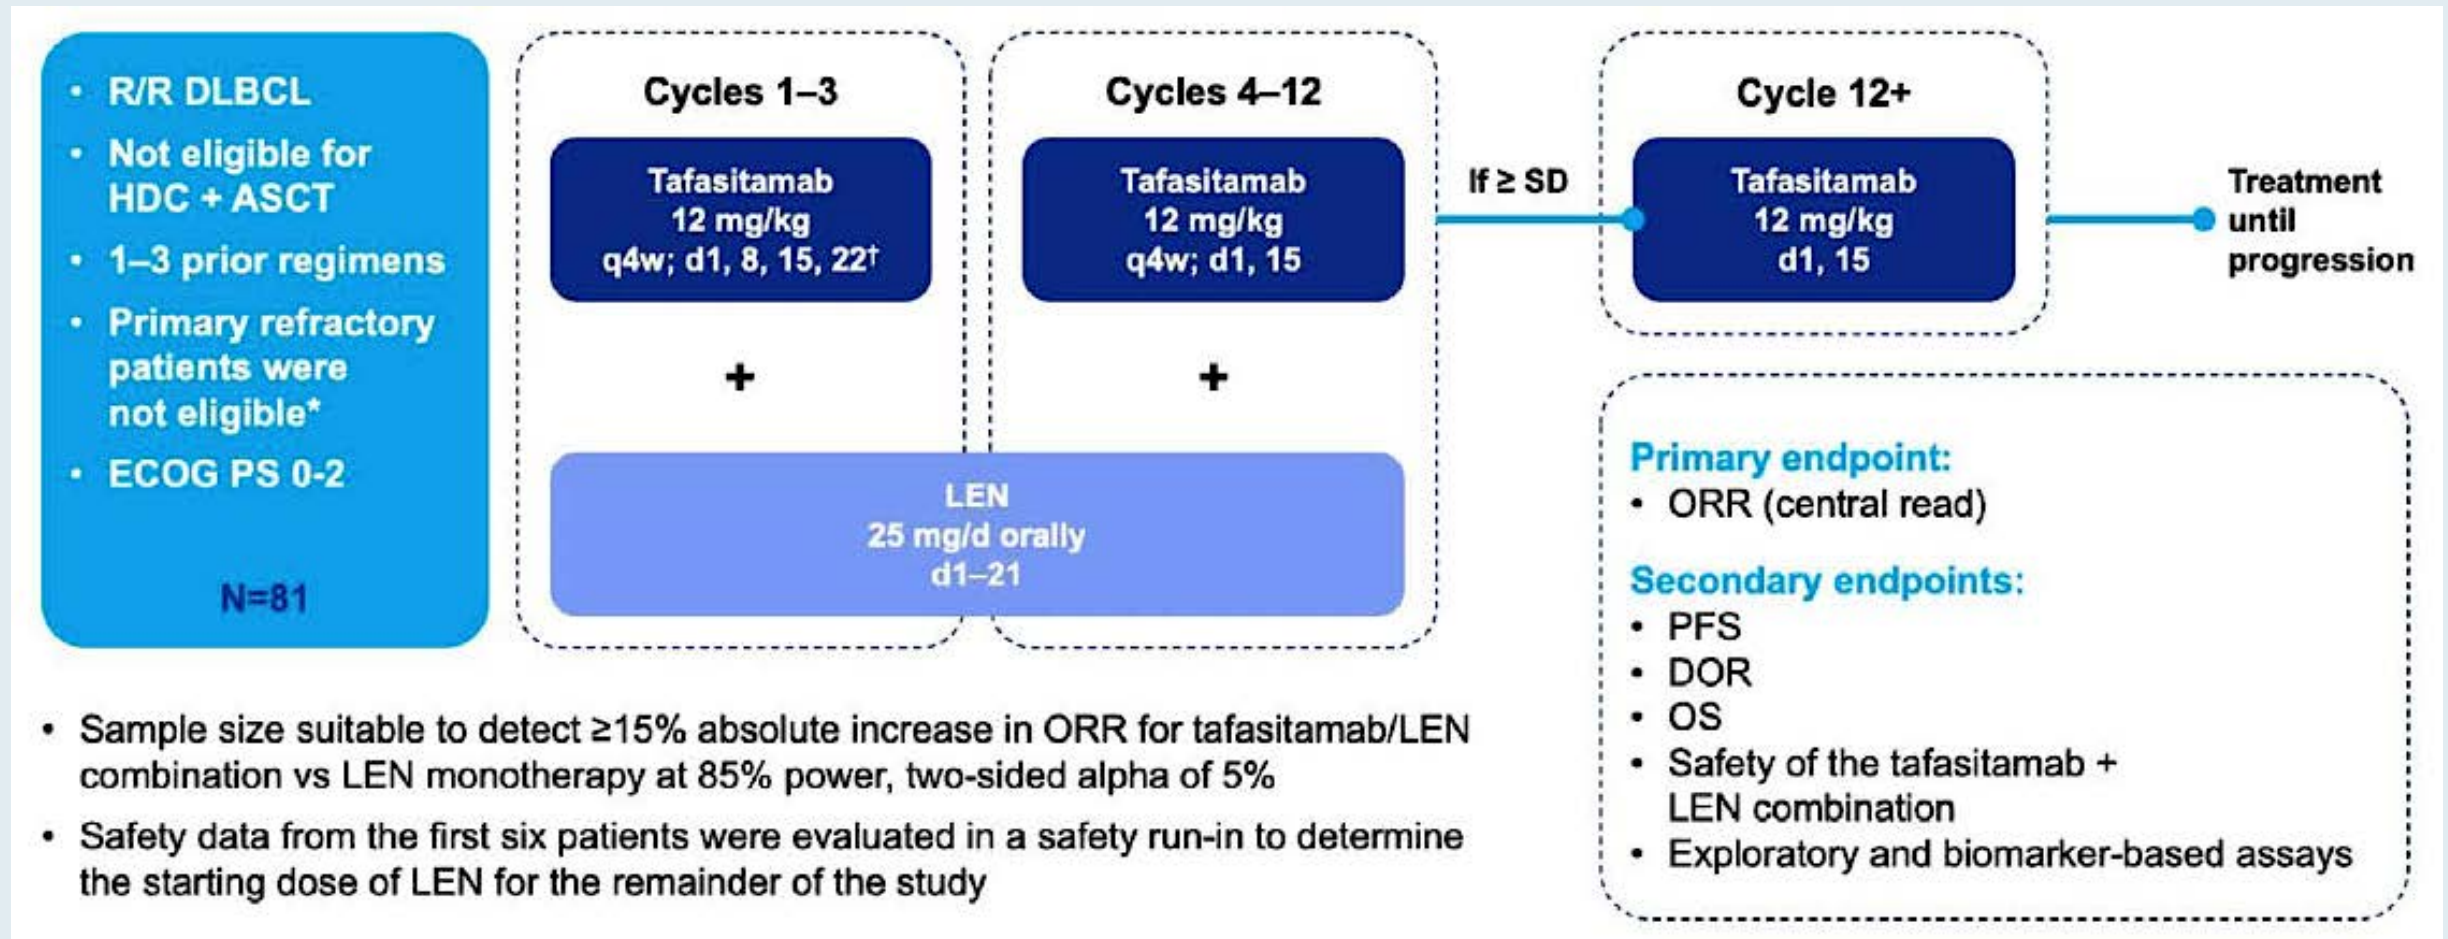 • R/R DLBCL
• Not eligible for
HDC + ASCT
• 1–3 prior regimens
• Primary refractory
patients were
not eligible*
• ECOG PS 0-2
N=81
Cycles 1–3
Tafasitamab
12 mg/kg
q4w; d1, 8, 15, 22†
+
Cycles 4–12
Tafasitamab
12 mg/kg
q4w; d1, 15
+
LEN
25 mg/d orally
d1–21
If ≥ SD
Cycle 12+
Tafasitamab
12 mg/kg
d1, 15
Treatment
until
progression
Primary endpoint:
• ORR (central read)
Secondary endpoints:
• PFS
• DOR
• OS
• Safety of the tafasitamab +
LEN combination
• Exploratory and biomarker-based assays
• Sample size suitable to detect ≥15% absolute increase in ORR for tafasitamab/LEN
combination vs LEN monotherapy at 85% power, two-sided alpha of 5%
• Safety data from the first six patients were evaluated in a safety run-in to determine
the starting dose of LEN for the remainder of the study